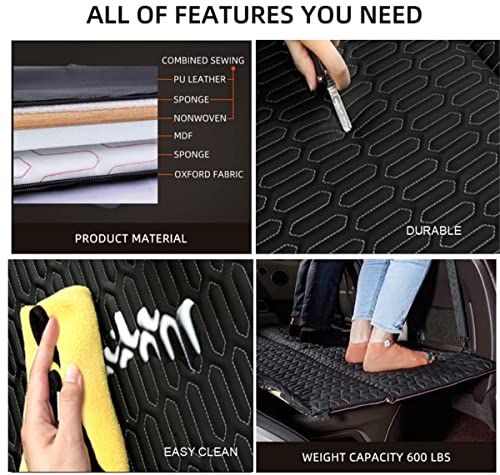 ALL OF FEATURES YOU NEED
COMBINED SEWING
PU LEATHER
SPONGE
NONWOVEN
MDF
SPONGE
OXFORD FABRIC
PRODUCT MATERIAL
DURABLE
EASY CLEAN
WEIGHT CAPACITY 600 LBS